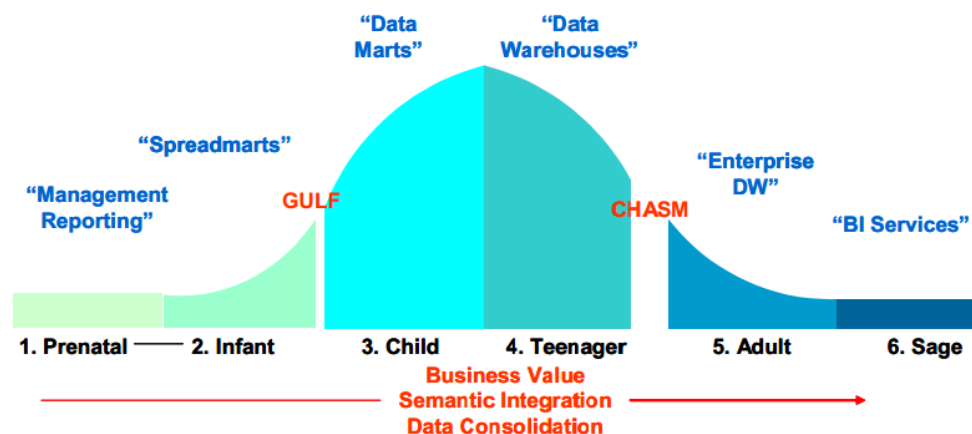 “Data
Marts”
“Data
Warehouses”
“Spreadmarts”
“Management
Reporting”
GULF
CHASM
“Enterprise
DW”
“BI Services”
1. Prenatal
2. Infant
3. Child
4. Teenager
5. Adult
6. Sage
Business Value
Semantic Integration
Data Consolidation